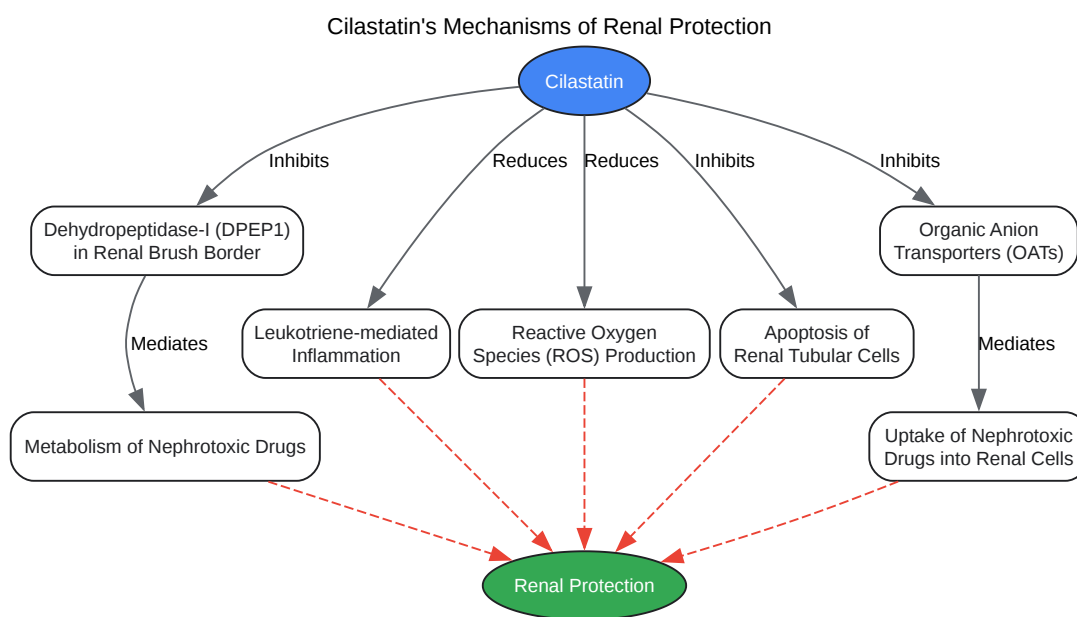 Cilastatin's Mechanisms of Renal Protection
Cilastatin
Inhibits
Reduces
Reduces
Inhibits
Inhibits
Dehydropeptidase-I (DPEP1)
in Renal Brush Border
Organic Anion
Transporters (OATs)
Mediates
Leukotriene-mediated
Inflammation
Reactive Oxygen
Species (ROS) Production
Apoptosis of
Renal Tubular Cells
Mediates
Metabolism of Nephrotoxic Drugs
Uptake of Nephrotoxic
Drugs into Renal Cells
Renal Protection